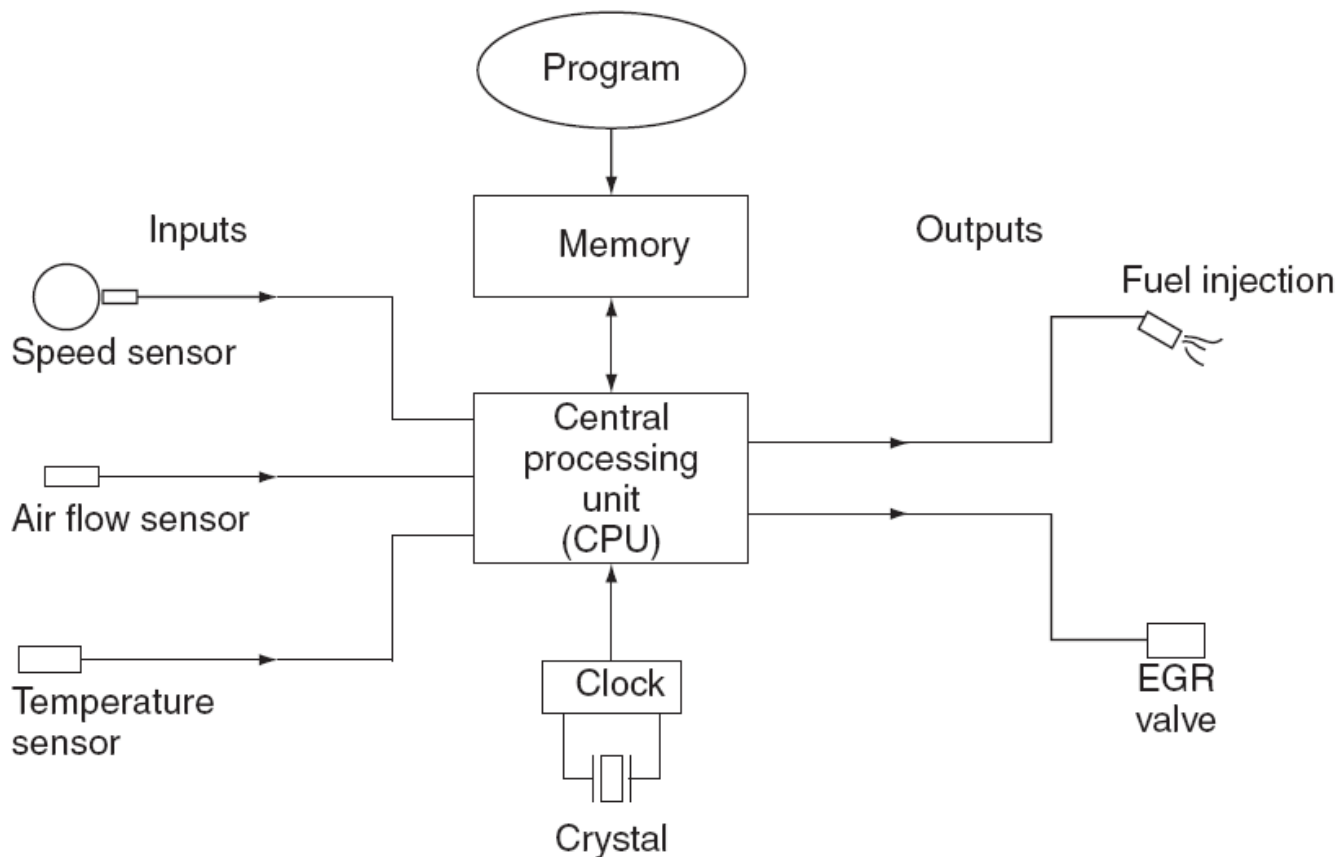 Program
Inputs
Memory
Outputs
Fuel injection
Speed sensor
Central
processing
unit
(CPU)
Air flow sensor
Temperature
sensor
Clock
EGR
valve
Crystal